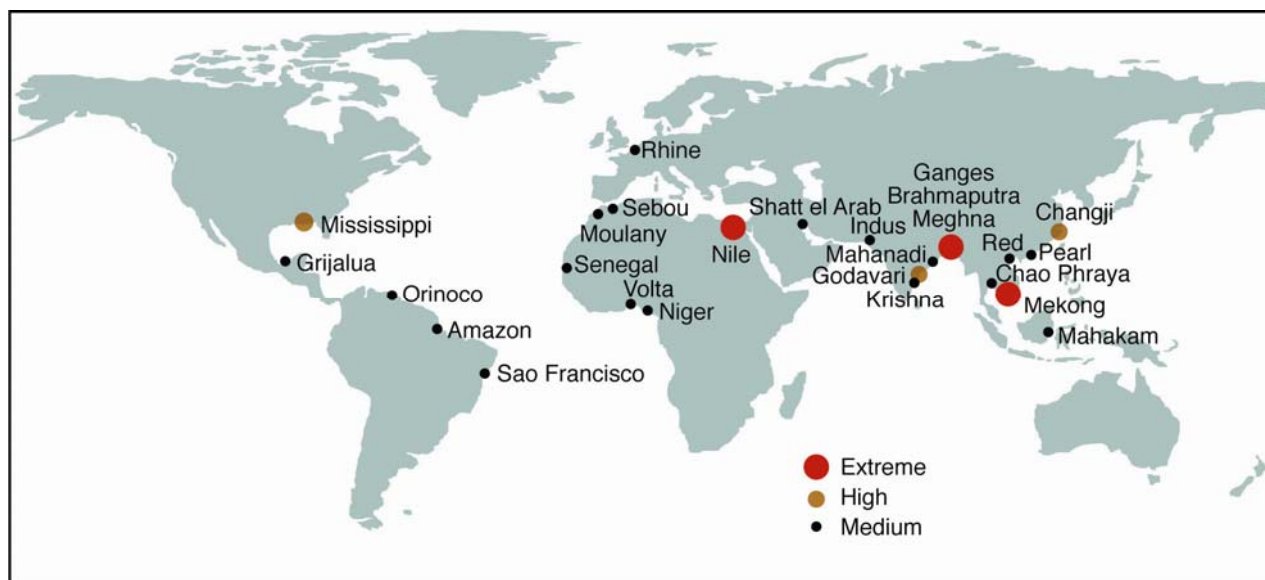 Rhine
Ganges
Brahmaputra
Meghna
Shatt el Arab
Indus
Changji
Sebou
Moulany
Mississippi
Nile
Mahanadi
Red
Pearl
Grijalua
Senegal
Godavari
Chao Phraya
Krishna
Orinoco
Volta
Niger
Mekong
Amazon
Mahakam
Sao Francisco
Extreme
High
Medium